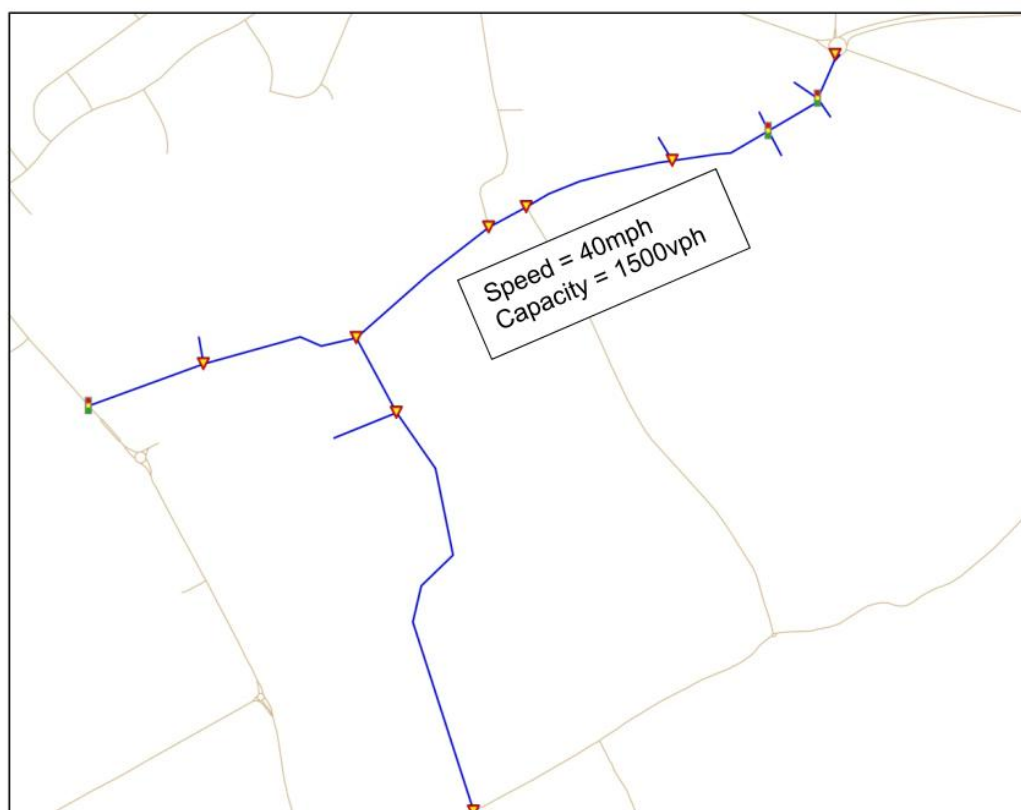 Speed = 40mph
Capacity = 1500vph